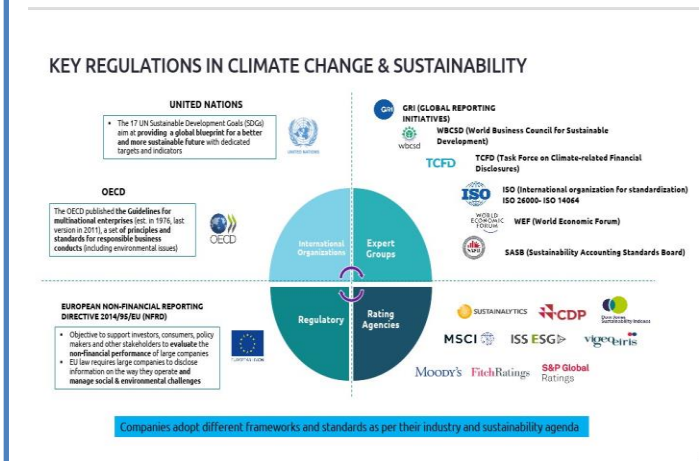 KEY REGULATIONS IN CLIMATE CHANGE & SUSTAINABILITY
UNITED NATIONS
• The 17 UN Sustainable Development Goals (SDGs)
aim at providing a global blueprint for a better
and more sustainable future with dedicated
targets and indicators
UNITED NATIONS
OECD
The OECD published the Guidelines for
multinational enterprises (est. in 1976, last
version in 2011), a set of principles and
standards for responsible business
conducts (including environmental issues)
OECD
International
Organizations
Expert
Groups
GRI
GRI (GLOBAL REPORTING
INITIATIVES)
wbcsd
WBCSD (World Business Council for Sustainable
Development)
TCFD
TCFD (Task Force on Climate-related Financial
Disclosures)
ISO
ISO (International organization for standardization)
ISO 26000- ISO 14064
WORLD
ECONOMIC
FORUM
WEF (World Economic Forum)
SASB (Sustainability Accounting Standards Board)
EUROPEAN NON-FINANCIAL REPORTING
DIRECTIVE 2014/95/EU (NFRD)
• Objective to support investors, consumers, policy
makers and other stakeholders to evaluate the
non-financial performance of large companies
• EU law requires large companies to disclose
information on the way they operate and
manage social & environmental challenges
Regulatory
Rating
Agencies
SUSTAINALYTICS
CDP
Dow Jones
Sustainability Indices
MSCI
ISS ESG
vigeo eiris
MOODY'S
FitchRatings
S&P Global
Ratings
Companies adopt different frameworks and standards as per their industry and sustainability agenda